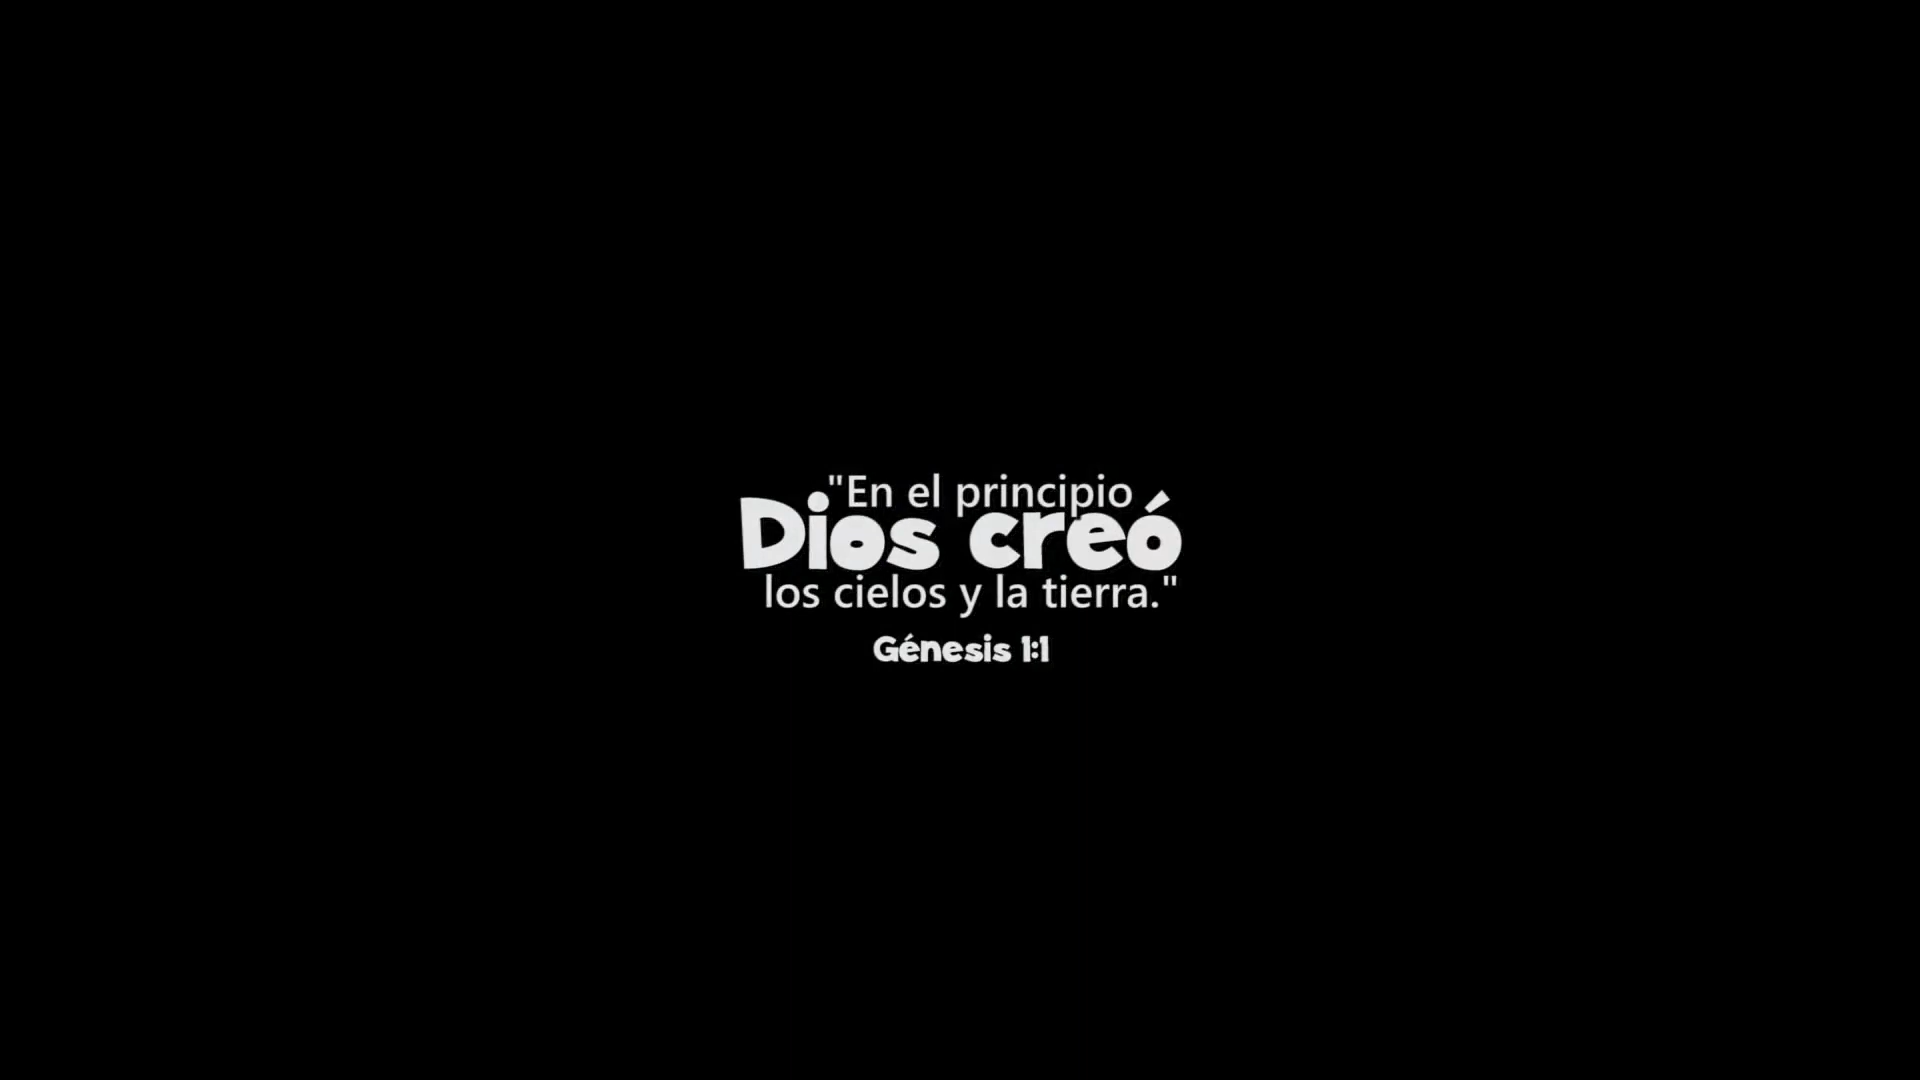 "En el principio
Dios creó
los cielos y la tierra."
Génesis 1:1